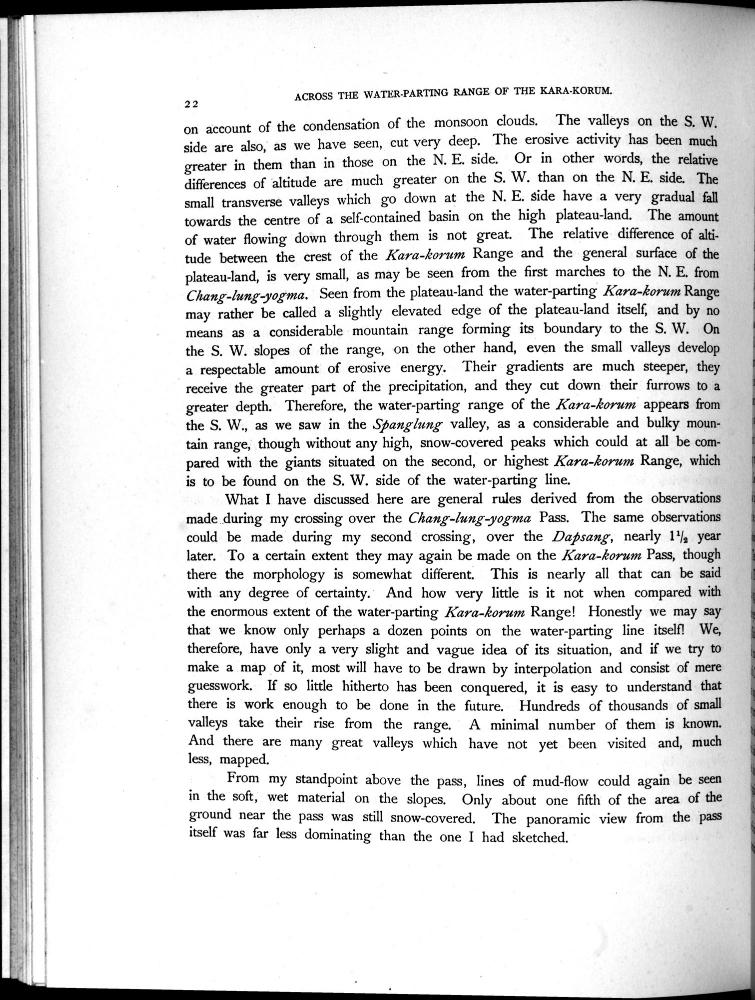 22
ACROSS THE WATER-PARTING RANGE OF THE KARA-KORUM.
on account of the condensation of the monsoon clouds. The valleys on the S. W.
side are also, as we have seen, cut very deep. The erosive activity has been much
greater in them than in those on the N. E. side. Or in other words, the relative
differences of altitude are much greater on the S. W. than on the N. E. side. The
small transverse valleys which go down at the N. E. side have a very gradual fall
towards the centre of a self-contained basin on the high plateau-land. The amount
of water flowing down through them is not great. The relative difference of alti-
tude between the crest of the Kara-korum Range and the general surface of the
plateau-land, is very small, as may be seen from the first marches to the N. E. from
Chang-lung-yogma. Seen from the plateau-land the water-parting Kara-korum Range
may rather be called a slightly elevated edge of the plateau-land itself, and by no
means as a considerable mountain range forming its boundary to the S. W. On
the S. W. slopes of the range, on the other hand, even the small valleys develop
a respectable amount of erosive energy. Their gradients are much steeper, they
receive the greater part of the precipitation, and they cut down their furrows to a
greater depth. Therefore, the water-parting range of the Kara-korum appears from
the S. W., as we saw in the Spanglung valley, as a considerable and bulky moun-
tain range, though without any high, snow-covered peaks which could at all be com-
pared with the giants situated on the second, or highest Kara-korum Range, which
is to be found on the S. W. side of the water-parting line.
What I have discussed here are general rules derived from the observations
made during my crossing over the Chang-lung-yogma Pass. The same observations
could be made during my second crossing, over the Dapsang, nearly 1 1/2 year
later. To a certain extent they may again be made on the Kara-korum Pass, though
there the morphology is somewhat different. This is nearly all that can be said
with any degree of certainty. And how very little is it not when compared with
the enormous extent of the water-parting Kara-korum Range! Honestly we may say
that we know only perhaps a dozen points on the water-parting line itself! We,
therefore, have only a very slight and vague idea of its situation, and if we try to
make a map of it, most will have to be drawn by interpolation and consist of mere
guesswork. If so little hitherto has been conquered, it is easy to understand that
there is work enough to be done in the future. Hundreds of thousands of small
valleys take their rise from the range. A minimal number of them is known.
And there are many great valleys which have not yet been visited and, much
less, mapped.
From my standpoint above the pass, lines of mud-flow could again be seen
in the soft, wet material on the slopes. Only about one fifth of the area of the
ground near the pass was still snow-covered. The panoramic view from the pass
itself was far less dominating than the one I had sketched.